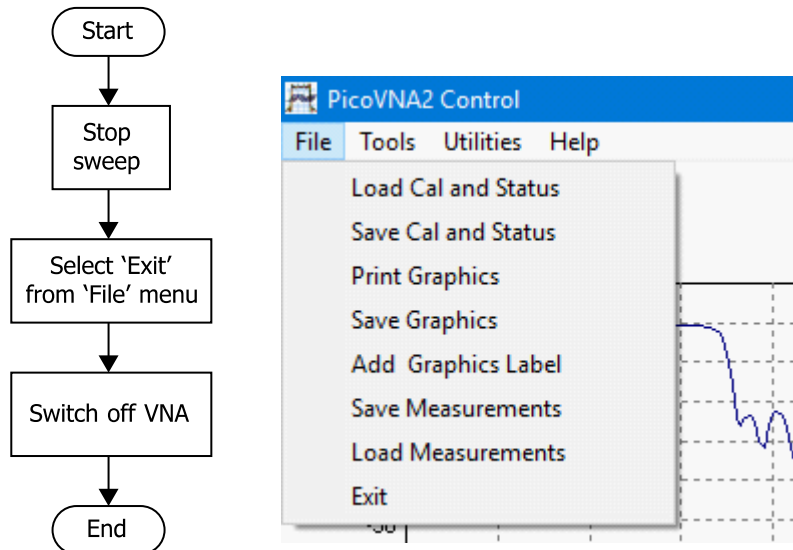 Start
Stop
sweep
Select ‘Exit’
from ‘File’ menu
Switch off VNA
End
PicoVNA2 Control
File Tools Utilities Help
Load Cal and Status
Save Cal and Status
Print Graphics
Save Graphics
Add  Graphics Label
Save Measurements
Load Measurements
Exit